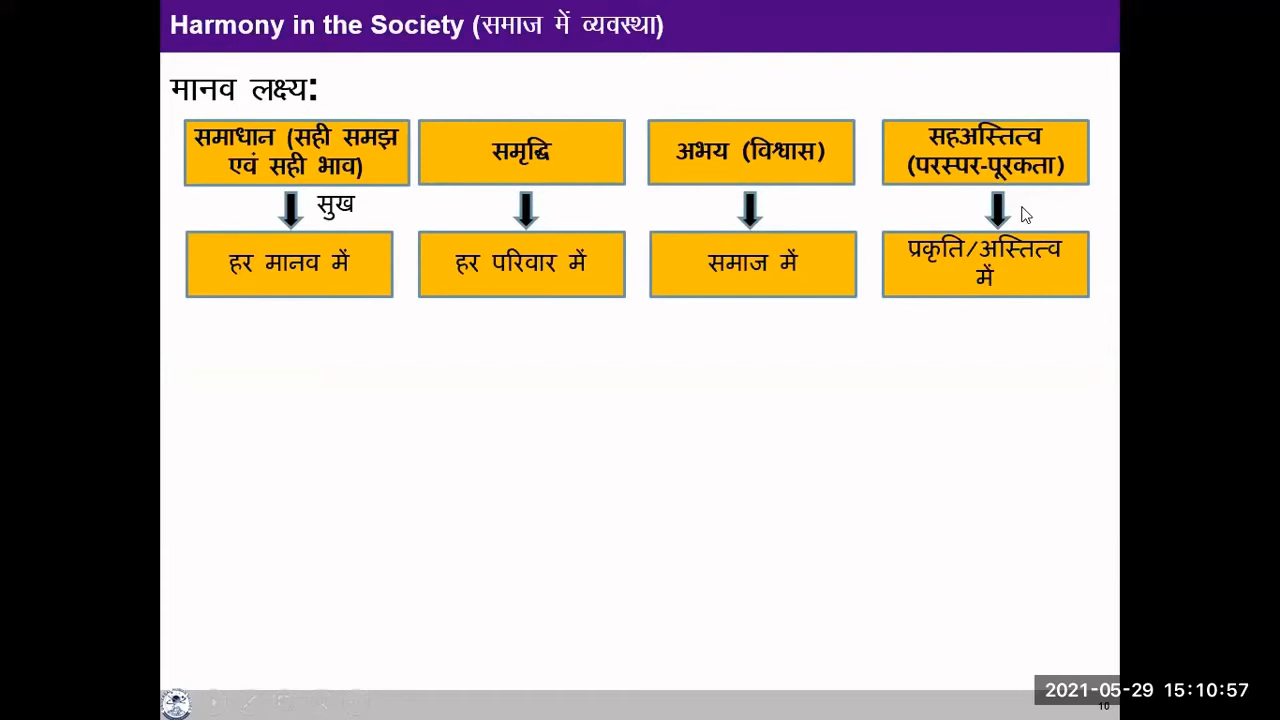 Harmony in the Society (समाज में व्यवस्था)
मानव लक्ष्य:
समाधान (सही समझ
एवं सही भाव)
समृद्धि
अभय (विश्वास)
सहअस्तित्व
(परस्पर-पूरकता)
सुख
हर मानव में
हर परिवार में
समाज में
प्रकृति/अस्तित्व
में
2021-05-29 15:10:57
10